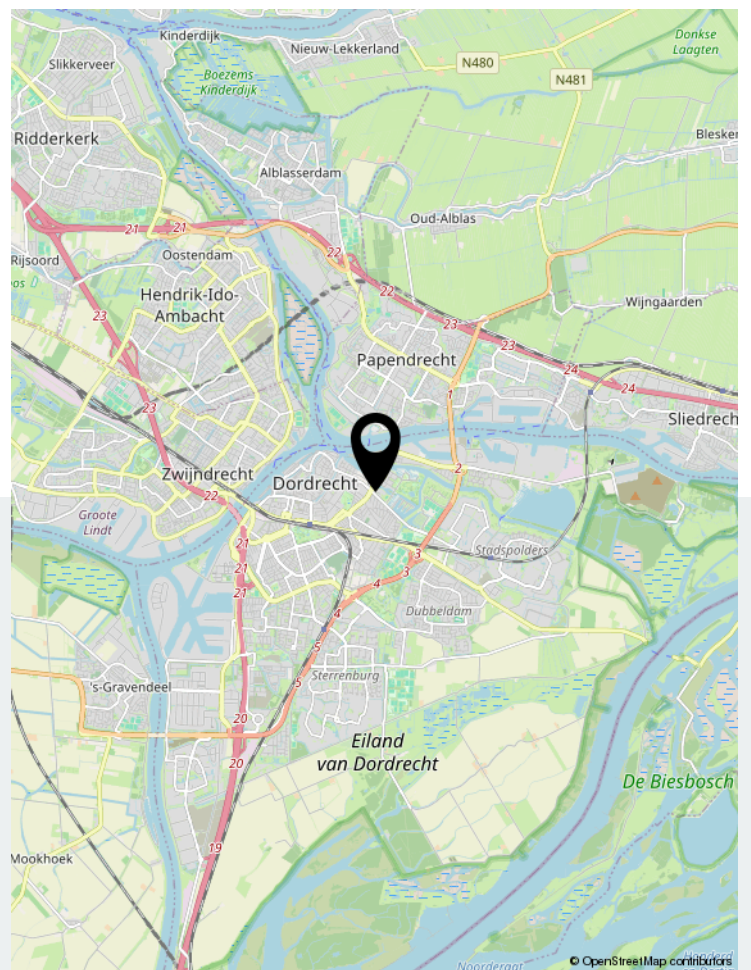 Kinderdijk
Nieuw-Lekkerland
Donkse
Laagten
Slikkerveer
N480
Boezems
Kinderdijk
N481
Ridderkerk
Blesken
Alblasserdam
Oud-Alblas
21
21
22
Rijsoord
Oostendam
22
Hendrik-Ido-
Ambacht
Wijngaarden
23
23
23
Papendrecht
24
24
1
23
Sliedrech
2
Zwijndrecht
Dordrecht
22
Groote
Lindt
21
21
21
3
3
4
4
Stadspolders
Dubbeldam
5
5
Sterrenburg
's-Gravendeel
20
20
Eiland
van Dordrecht
De Biesbosch
19
Mookhoek
Noorderaat
© OpenStreetMap contributors